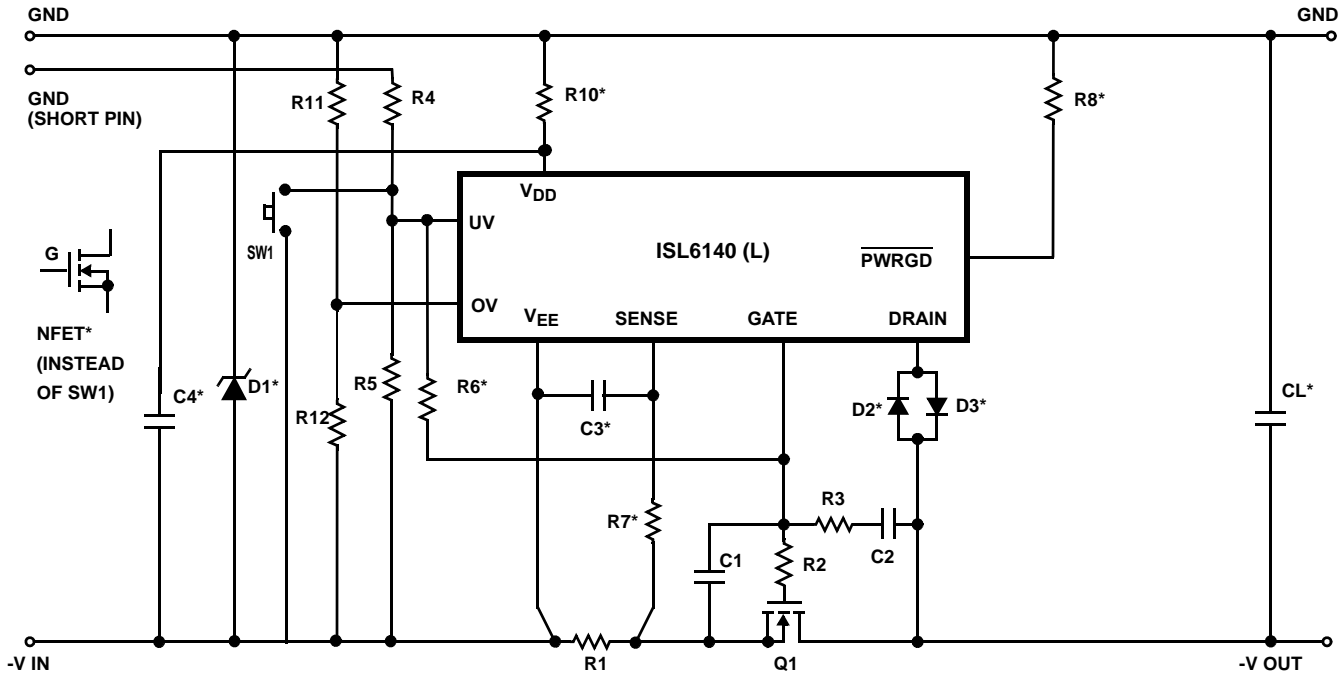 GND
GND
GND
(SHORT PIN)
R11
R4
R10*
R8*
VDD
UV
SW1
ISL6140 (L)
PWRGD
G
OV
VEE
SENSE
GATE
DRAIN
NFET*
(INSTEAD
OF SW1)
C4*
D1*
R5
R6*
R12
C3*
D2*
D3*
CL*
R7*
R3
C1
R2
C2
-V IN
R1
Q1
-V OUT